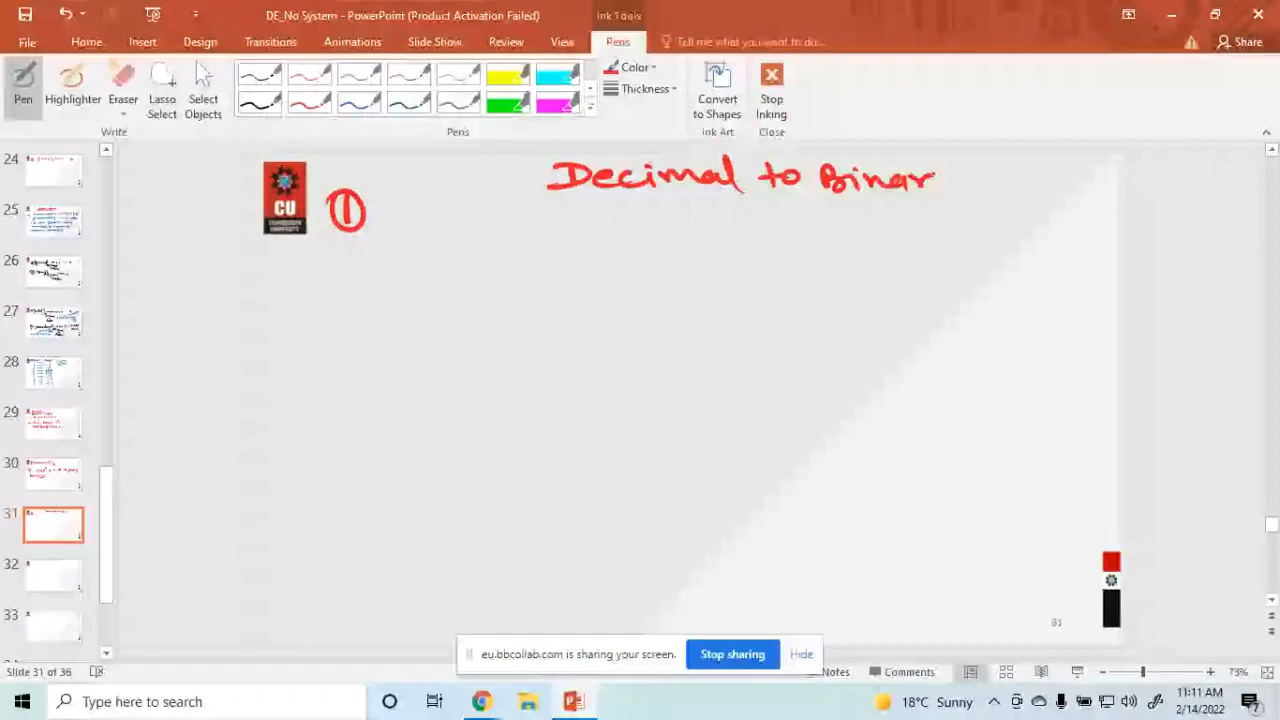 DE_No System - PowerPoint (Product Activation Failed)
Ink Tools
File Home Insert Design Transitions Animations Slide Show Review View Pens Tell me what you want to do... Share
Pen Highlighter Eraser Lasso Select Select Objects
Color
Thickness
Convert to Shapes
Stop Inking
Write Pens Ink Art Close
24
25
26
27
28
29
30
31
32
33
Decimal to Binar
CU
CHANDIGARH
UNIVERSITY
1
31
eu.bbcollab.com is sharing your screen. Stop sharing Hide
Slide 31 of 36 Notes Comments 73%
Type here to search
18°C Sunny
11:11 AM
2/14/2022
7